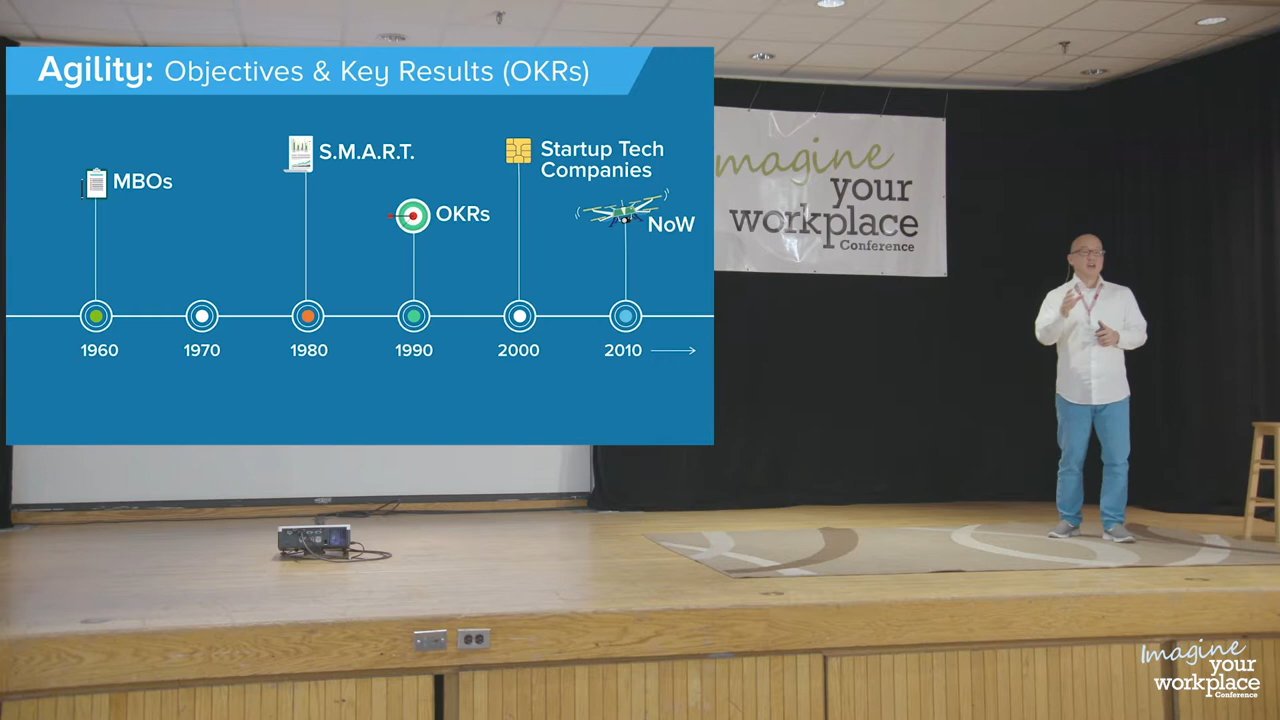 Agility: Objectives & Key Results (OKRs)
MBOs
S.M.A.R.T.
OKRs
Startup Tech
Companies
NoW
1960
1970
1980
1990
2000
2010
Imagine
your
workplace
Conference
Imagine
your
workplace
Conference